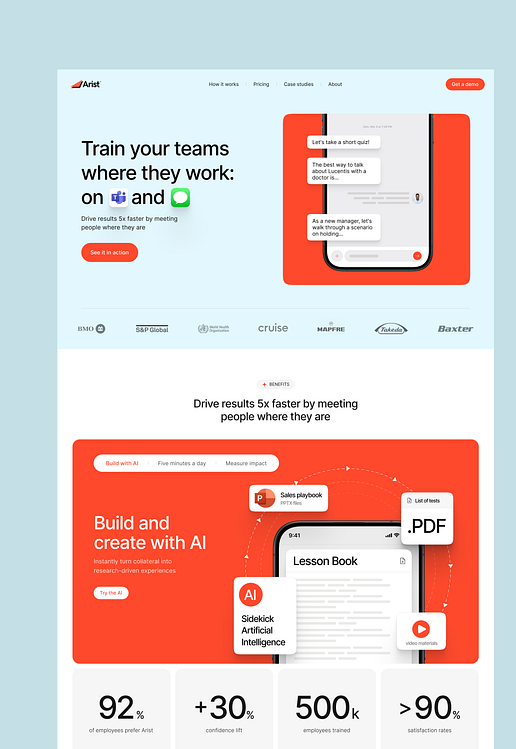 Arist
How it works
Pricing
Case studies
About
Get a demo
Train your teams
where they work:
on and
Drive results 5x faster by meeting
people where they are
See it in action
Let's take a short quiz!
The best way to talk
about Lucentis with a
doctor is...
As a new manager, let's
walk through a scenario
on holding...
BMO
S&P Global
World Health
Organization
cruise
MAPFRE
Takeda
Baxter
BENEFITS
Drive results 5x faster by meeting
people where they are
Build with AI
Five minutes a day
Measure impact
Build and
create with AI
Instantly turn collateral into
research-driven experiences
Try the AI
P
Sales playbook
PPTX files
List of tests
.PDF
9:41
Lesson Book
AI
Sidekick
Artificial
Intelligence
video materials
92%
of employees prefer Arist
+30%
confidence lift
500k
employees trained
>90%
satisfaction rates